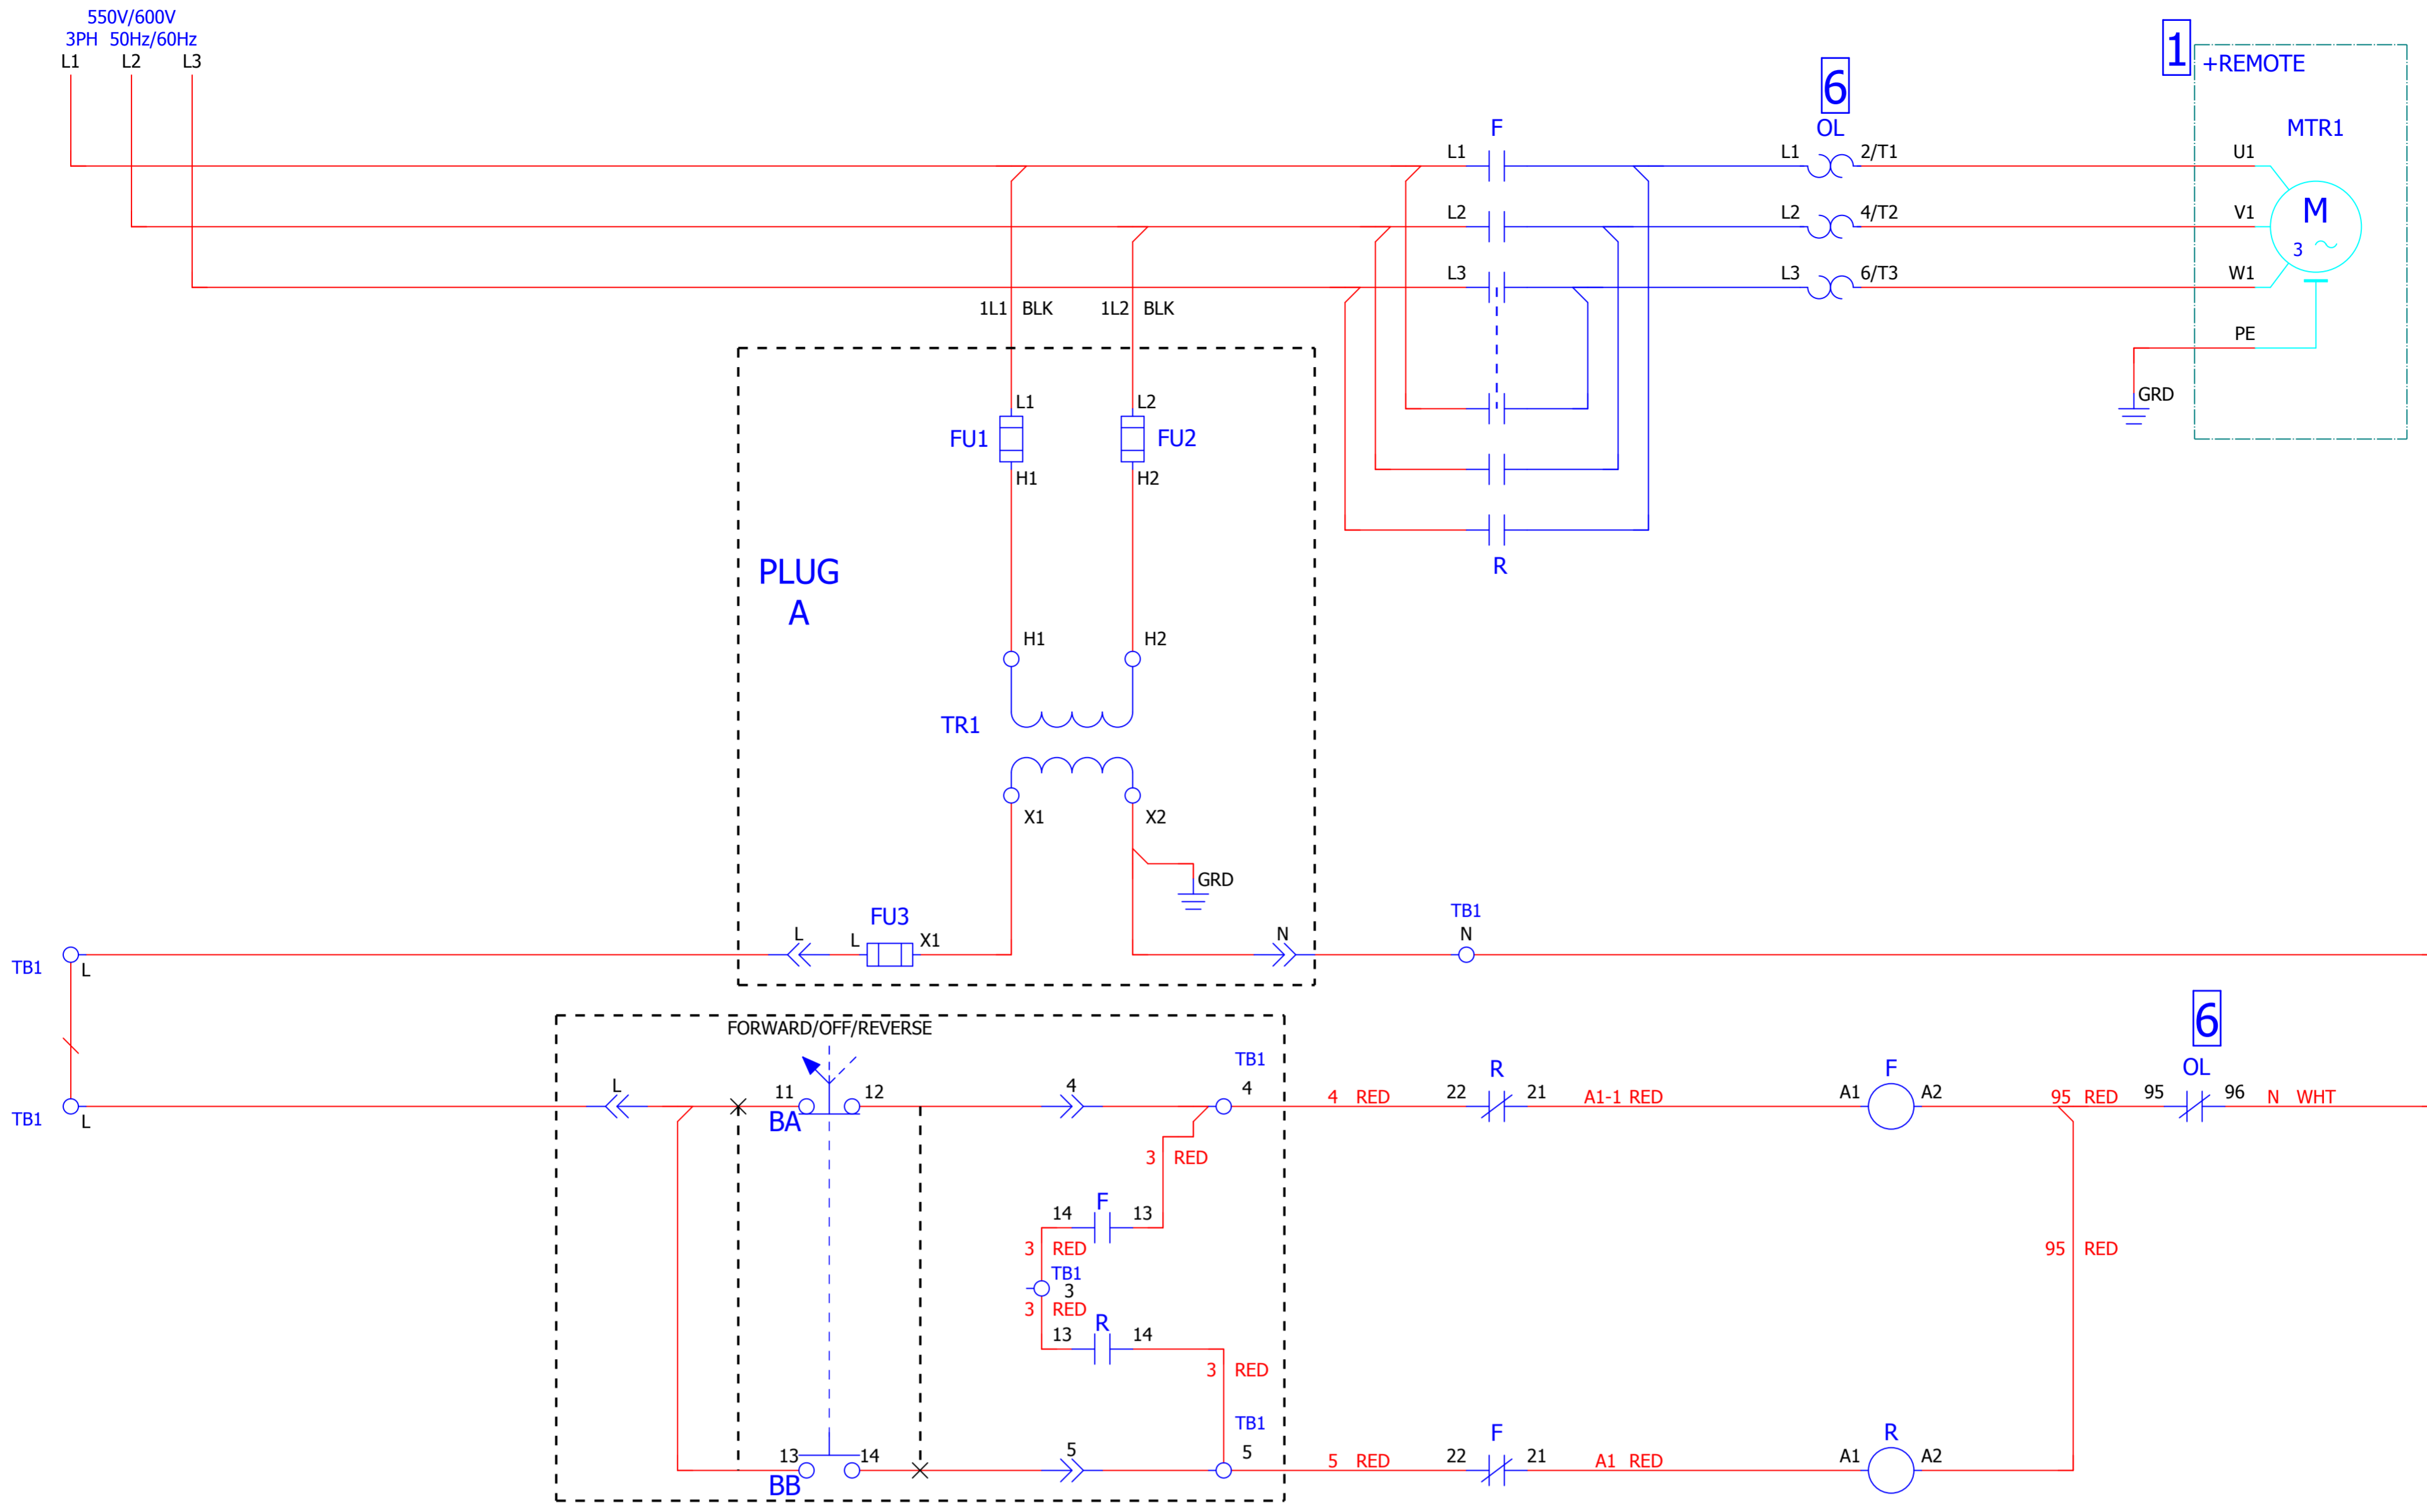 550V/600V
3PH 50Hz/60Hz
L1 L2 L3
1
+REMOTE
6
OL
F
MTR1
L1
L1
2/T1
U1
L2
L2
4/T2
V1
M
3
L3
L3
6/T3
W1
1L1 BLK
1L2 BLK
PE
GRD
L1
L2
FU1
FU2
H1
H2
R
PLUG
A
H1
H2
TR1
X1
X2
GRD
FU3
TB1
L
L
X1
N
N
TB1
L
6
FORWARD/OFF/REVERSE
TB1
R
F
OL
L
11
12
4
4
4 RED
22
21
A1-1 RED
A1
A2
95 RED
95
96
N WHT
TB1
L
BA
3 RED
F
14
13
3 RED
95 RED
TB1
3
3 RED
R
13
14
3 RED
TB1
F
R
13
14
5
5
5 RED
22
21
A1 RED
A1
A2
BB